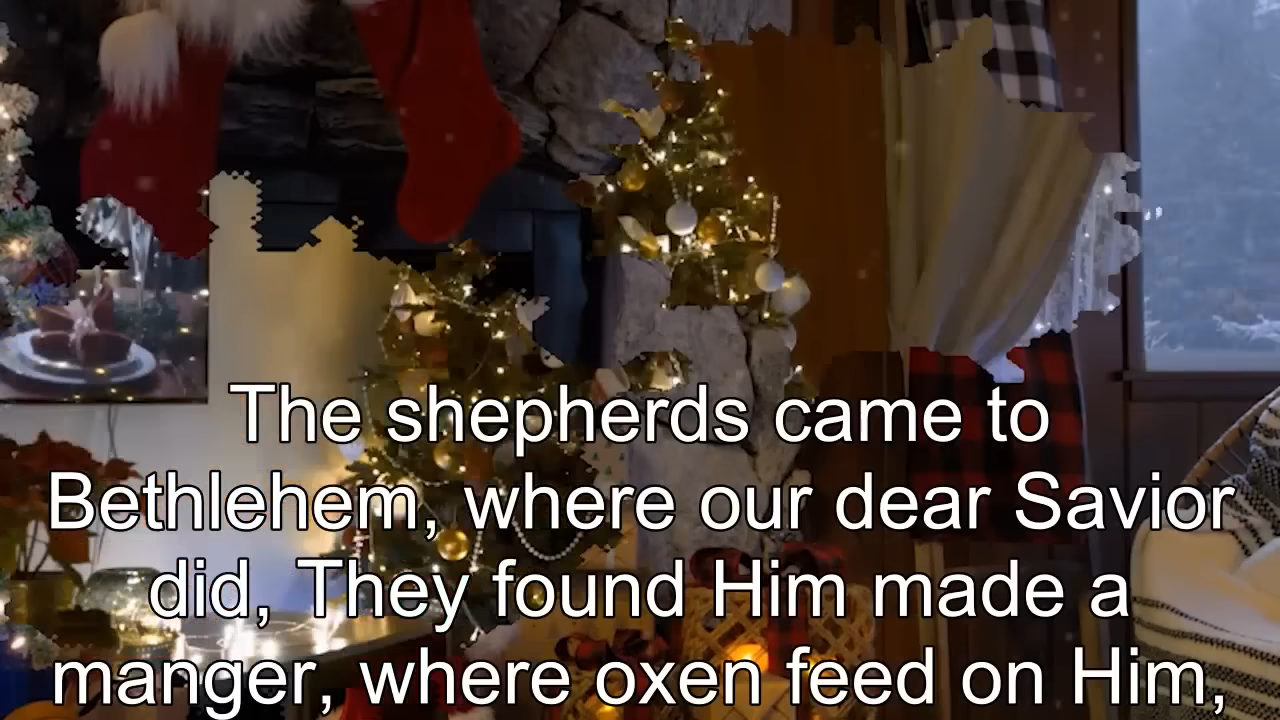 The shepherds came to
Bethlehem, where our dear Savior
did, They found Him made a
manger, where oxen feed on Him,